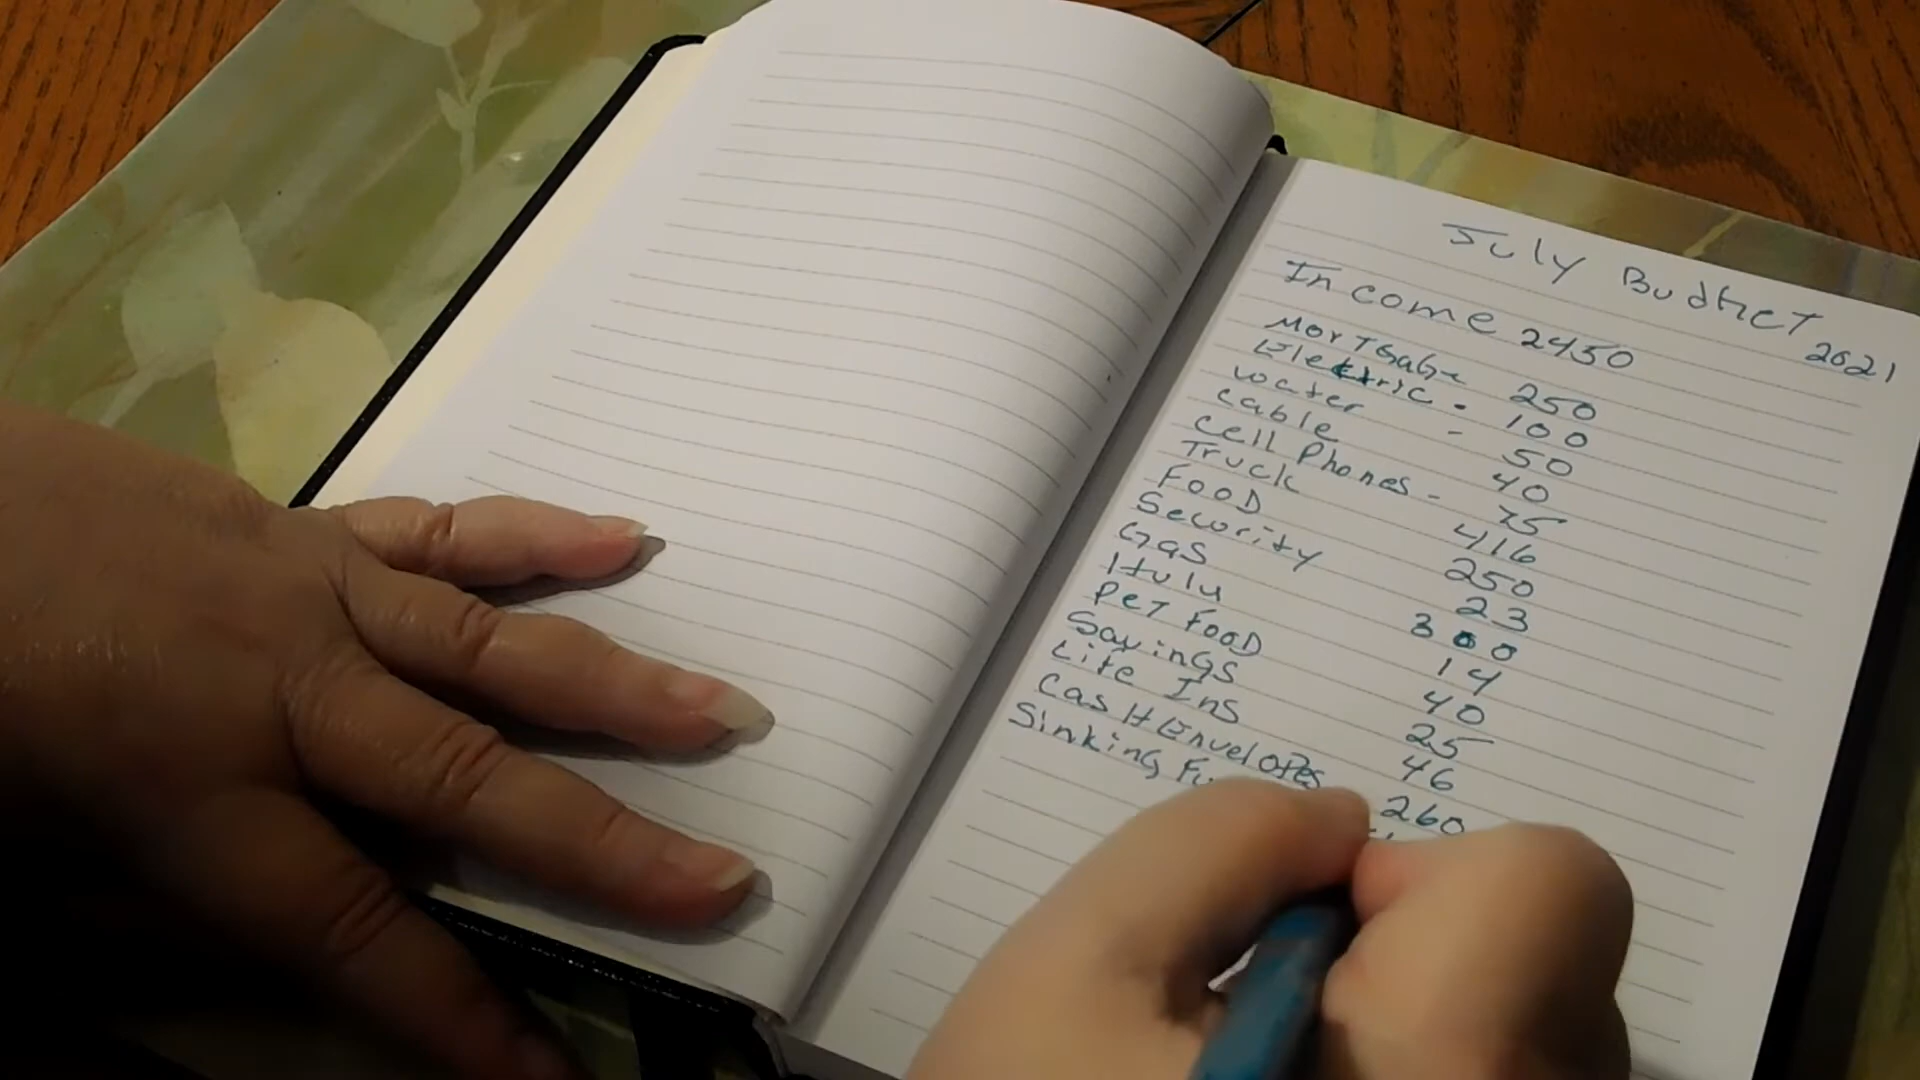 July Budget 2021
Income 2450
Mortgage 250
Electric - 100
water - 50
cable 40
cell Phones - 75
Truck 416
Food 250
Security 23
Gas 300
Hulu 14
Pet Food 40
Savings 25
Life Ins 46
Cash Envelopes 260
Sinking